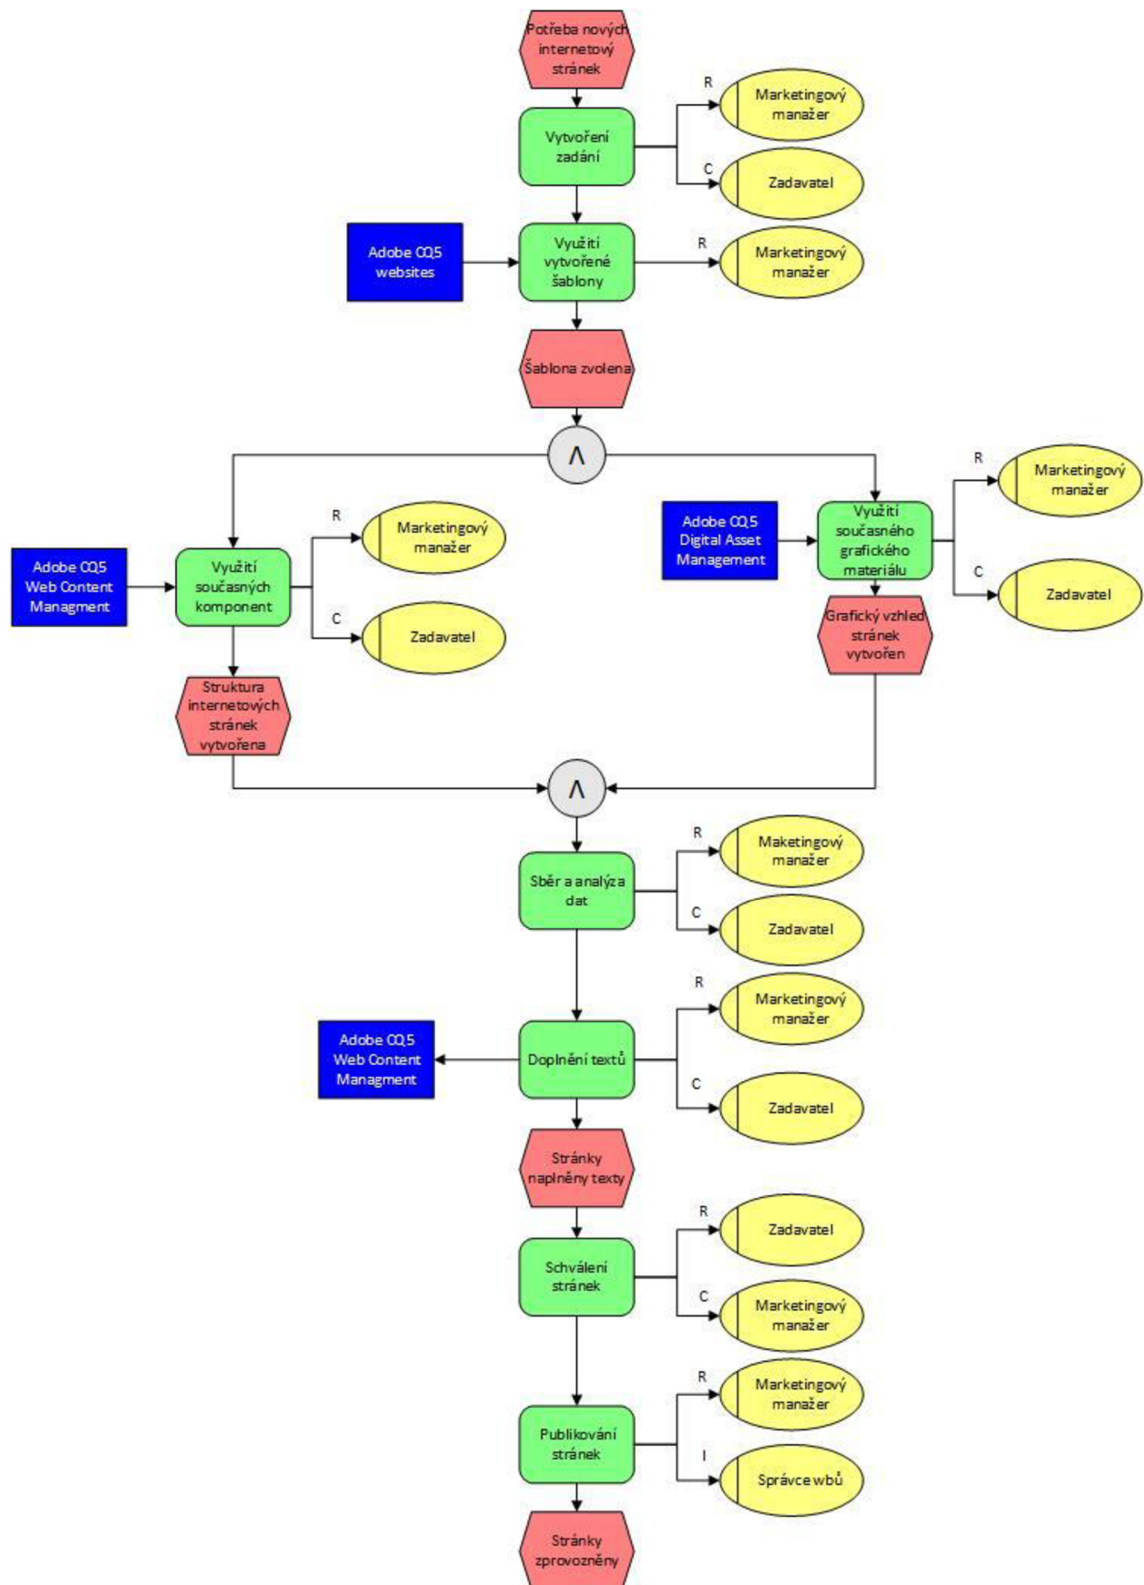 Potřeba nových
internetový
stránek
R
Marketingový
manažer
Vytvoření
zadání
C
Zadavatel
Adobe CQ5
websites
Využití
vytvořené
šablony
R
Marketingový
manažer
Šablona zvolena
Λ
R
Marketingový
manažer
Adobe CQ5
Digital Asset
Management
Využití
současného
grafického
materiálu
C
Zadavatel
Grafický vzhled
stránek
vytvořen
R
Marketingový
manažer
Adobe CQ5
Web Content
Managment
Využití
současných
komponent
C
Zadavatel
Struktura
internetových
stránek
vytvořena
Λ
R
Maketingový
manažer
Sběr a analýza
dat
C
Zadavatel
R
Marketingový
manažer
Adobe CQ5
Web Content
Managment
Doplnění textů
C
Zadavatel
Stránky
naplněny texty
R
Zadavatel
Schválení
stránek
C
Marketingový
manažer
R
Marketingový
manažer
Publikování
stránek
I
Správce wbů
Stránky
zprovozněny